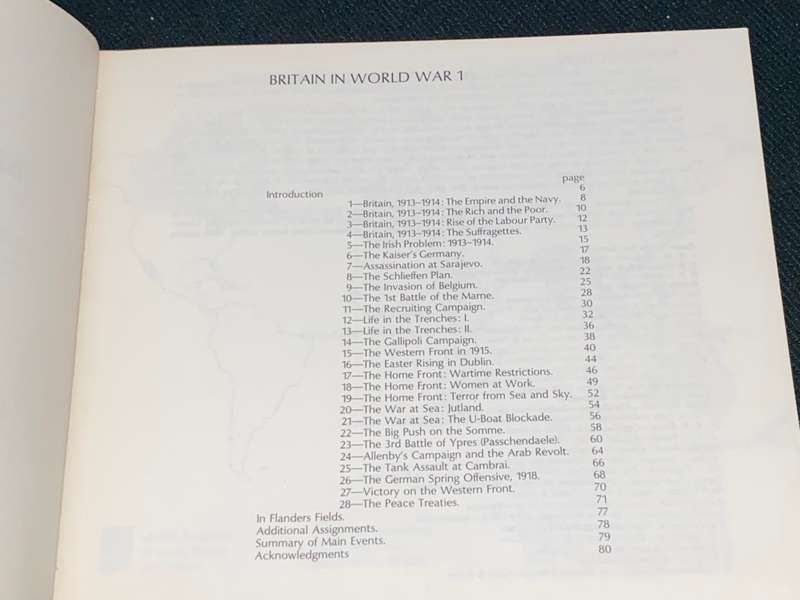 BRITAIN IN WORLD WAR 1
page
Introduction 6
1—Britain, 1913–1914: The Empire and the Navy. 8
2—Britain, 1913–1914: The Rich and the Poor. 10
3—Britain, 1913–1914: Rise of the Labour Party. 12
4—Britain, 1913–1914: The Suffragettes. 13
5—The Irish Problem: 1913–1914. 15
6—The Kaiser's Germany. 17
7—Assassination at Sarajevo. 18
8—The Schlieffen Plan. 22
9—The Invasion of Belgium. 25
10—The 1st Battle of the Marne. 28
11—The Recruiting Campaign. 30
12—Life in the Trenches: I. 32
13—Life in the Trenches: II. 36
14—The Gallipoli Campaign. 38
15—The Western Front in 1915. 40
16—The Easter Rising in Dublin. 44
17—The Home Front: Wartime Restrictions. 46
18—The Home Front: Women at Work. 49
19—The Home Front: Terror from Sea and Sky. 52
20—The War at Sea: Jutland. 54
21—The War at Sea: The U-Boat Blockade. 56
22—The Big Push on the Somme. 58
23—The 3rd Battle of Ypres (Passchendaele). 60
24—Allenby's Campaign and the Arab Revolt. 64
25—The Tank Assault at Cambrai. 66
26—The German Spring Offensive, 1918. 68
27—Victory on the Western Front. 70
28—The Peace Treaties. 71
In Flanders Fields. 77
Additional Assignments. 78
Summary of Main Events. 79
Acknowledgments 80